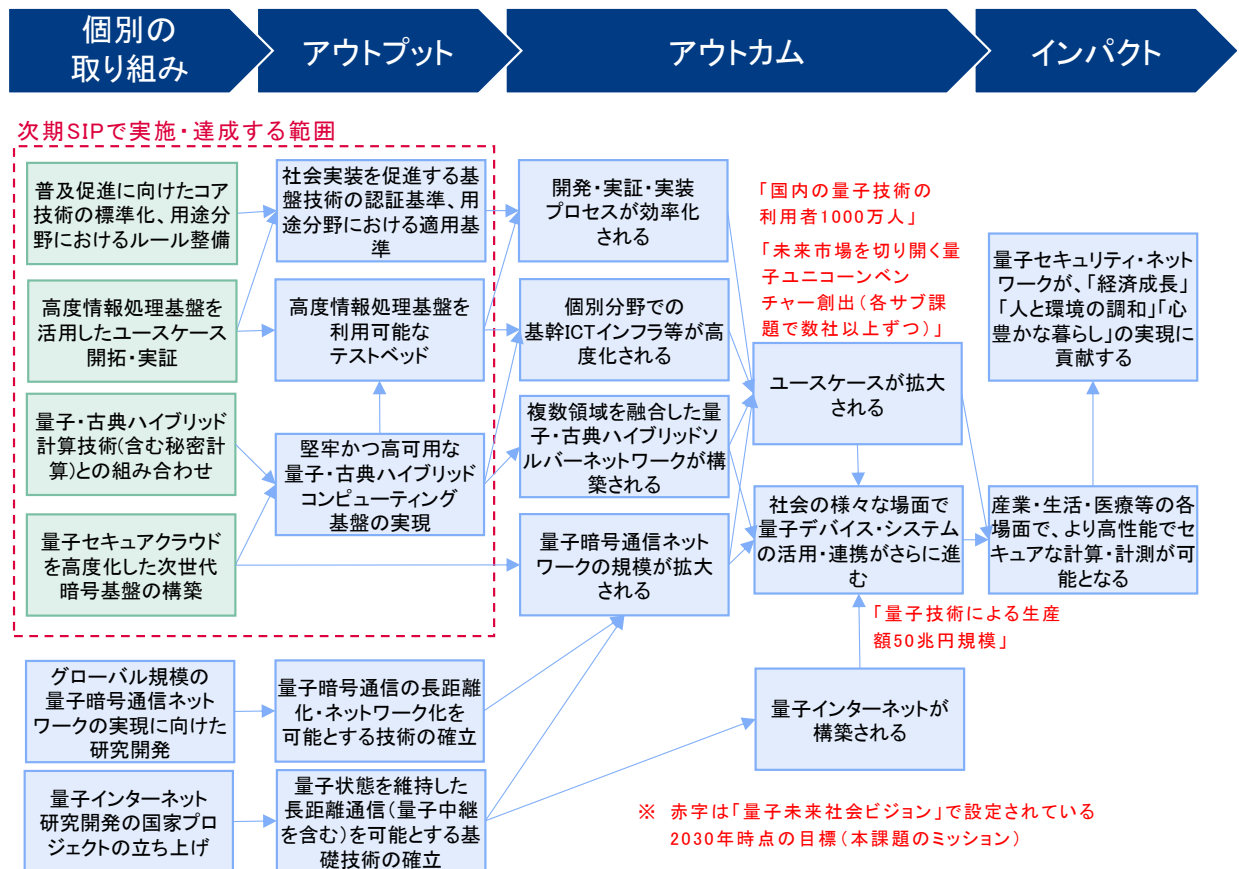 個別の
取り組み
アウトプット
アウトカム
インパクト
次期SIPで実施・達成する範囲
普及促進に向けたコア
技術の標準化、用途分
野におけるルール整備
高度情報処理基盤を
活用したユースケース
開拓・実証
量子・古典ハイブリッド
計算技術(含む秘密計
算)との組み合わせ
量子セキュアクラウド
を高度化した次世代
暗号基盤の構築
グローバル規模の
量子暗号通信ネット
ワークの実現に向けた
研究開発
量子インターネット
研究開発の国家プロ
ジェクトの立ち上げ
社会実装を促進する基
盤技術の認証基準、用
途分野における適用基
準
高度情報処理基盤を
利用可能な
テストベッド
堅牢かつ高可用な
量子・古典ハイブリッド
コンピューティング
基盤の実現
量子暗号通信の長距離
化・ネットワーク化を
可能とする技術の確立
量子状態を維持した
長距離通信(量子中継
を含む)を可能とする基
礎技術の確立
開発・実証・実装
プロセスが効率化
される
個別分野での
基幹ICTインフラ等が高
度化される
複数領域を融合した量
子・古典ハイブリッドソ
ルバーネットワークが構
築される
量子暗号通信ネット
ワークの規模が拡大
される
「国内の量子技術の
利用者1000万人」
「未来市場を切り開く量
子ユニコーンベン
チャー創出(各サブ課
題で数社以上ずつ)」
ユースケースが拡大
される
社会の様々な場面で
量子デバイス・システム
の活用・連携がさらに進
む
「量子技術による生産
額50兆円規模」
量子インターネットが
構築される
量子セキュリティ・ネット
ワークが、「経済成長」
「人と環境の調和」「心
豊かな暮らし」の実現に
貢献する
産業・生活・医療等の各
場面で、より高性能でセ
キュアな計算・計測が可
能となる
※ 赤字は「量子未来社会ビジョン」で設定されている
2030年時点の目標(本課題のミッション)